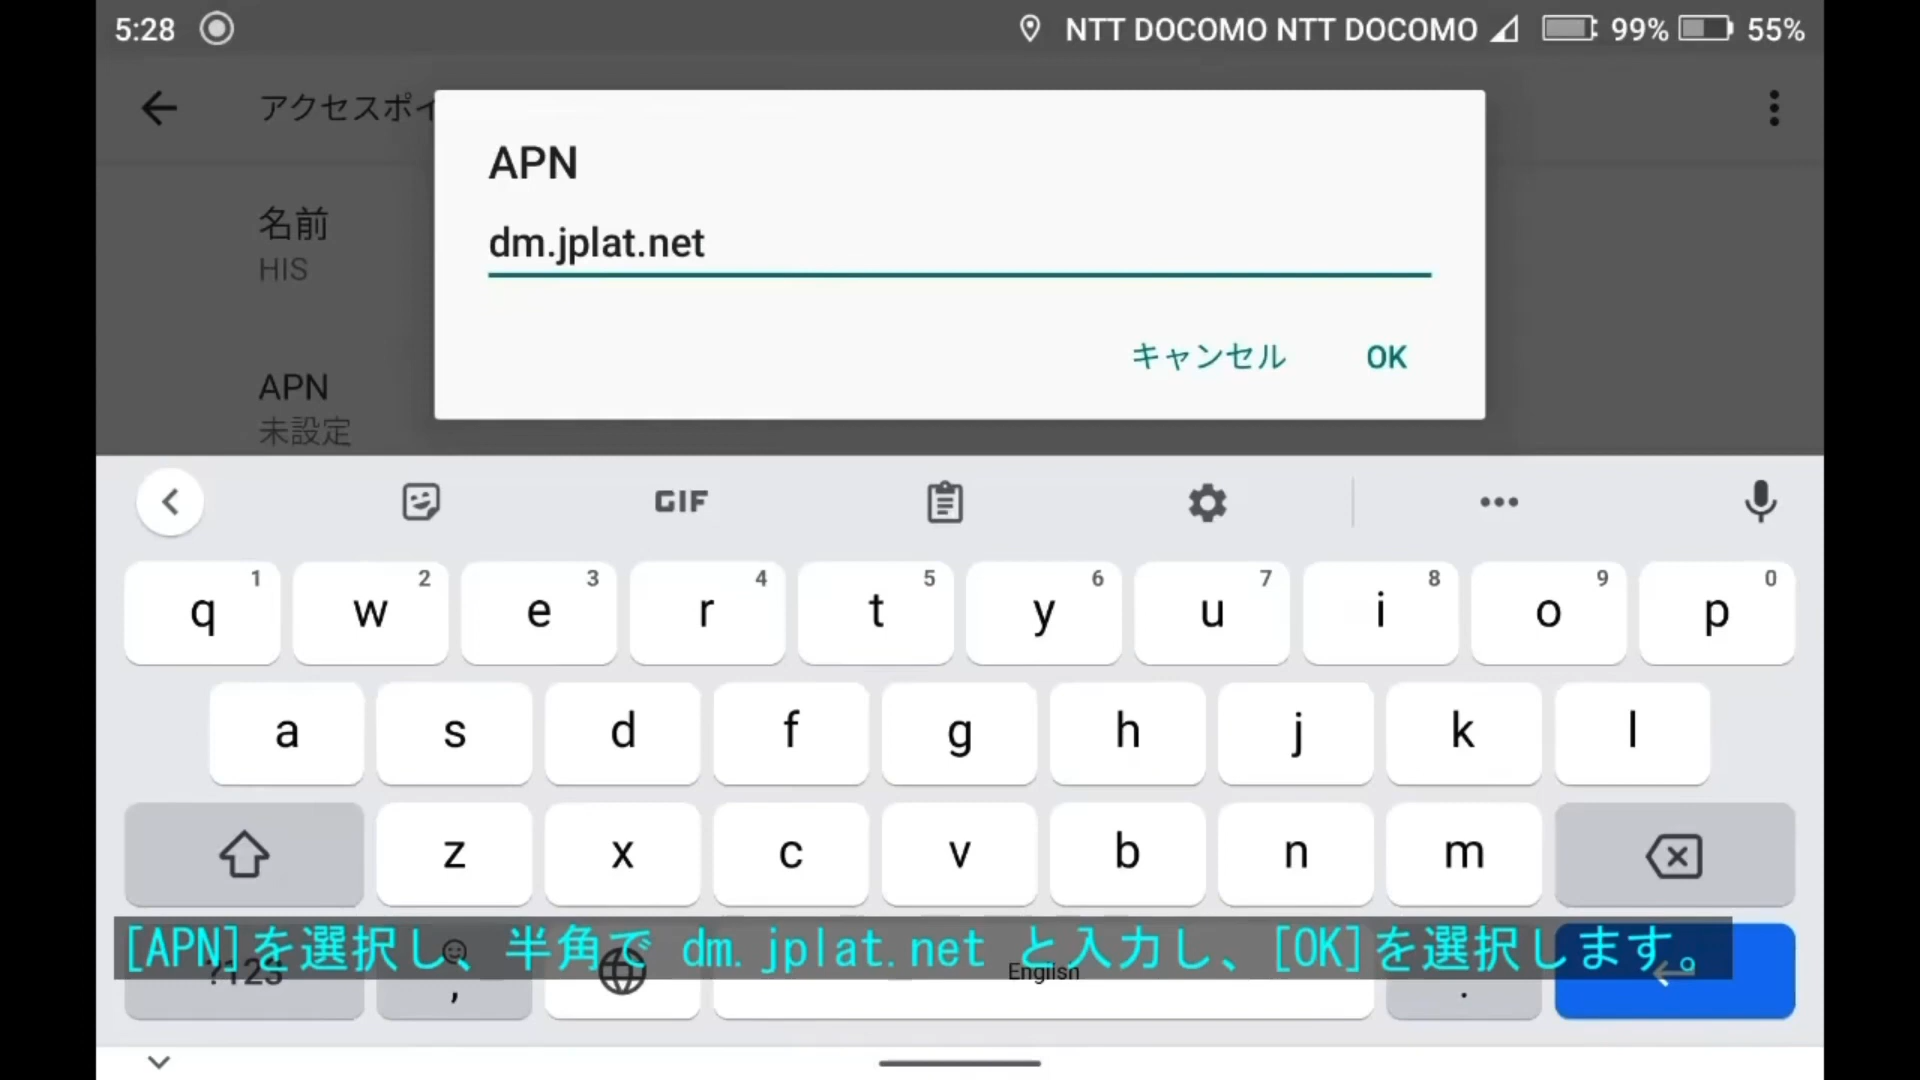 5:28 NTT DOCOMO NTT DOCOMO 99% 55%
アクセスポイ
APN
名前
dm.jplat.net
HIS
キャンセル OK
APN
未設定
GIF
q 1 w 2 e 3 r 4 t 5 y 6 u 7 i 8 o 9 p 0
a s d f g h j k l
z x c v b n m
[APN]を選択し、半角で dm.jplat.net と入力し、[OK]を選択します。
?123 , English .